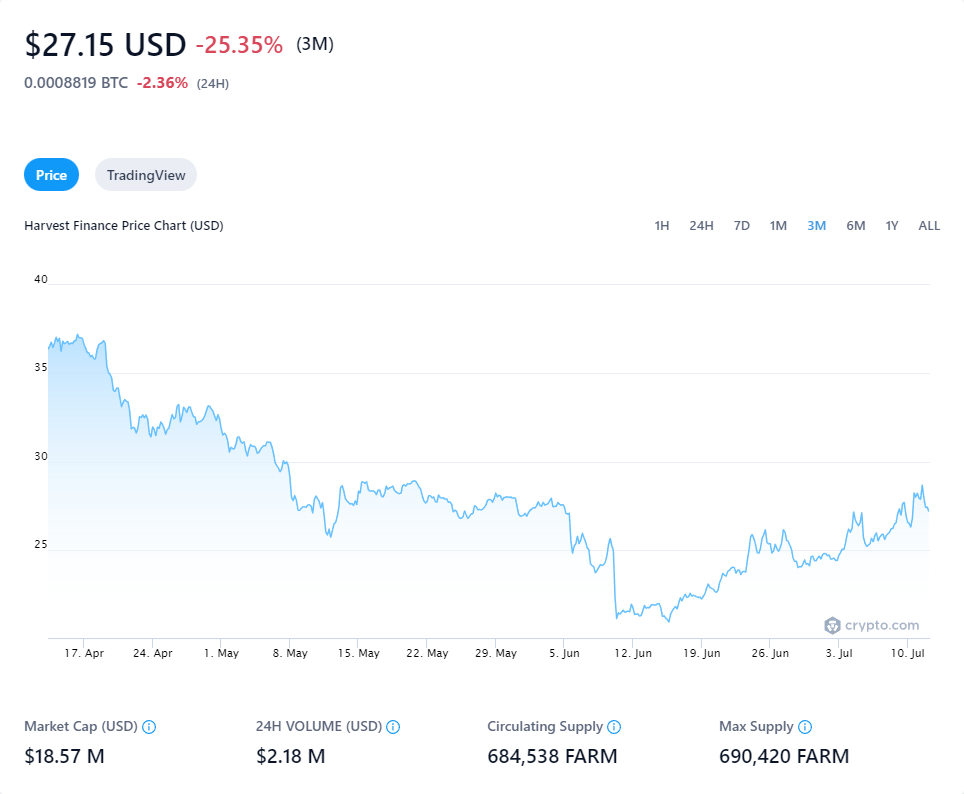 $27.15 USD -25.35% (3M)
0.0008819 BTC -2.36% (24H)
Price TradingView
Harvest Finance Price Chart (USD) 1H 24H 7D 1M 3M 6M 1Y ALL
40
35
30
25
crypto.com
17. Apr 24. Apr 1. May 8. May 15. May 22. May 29. May 5. Jun 12. Jun 19. Jun 26. Jun 3. Jul 10. Jul
Market Cap (USD) 24H VOLUME (USD) Circulating Supply Max Supply
$18.57 M $2.18 M 684,538 FARM 690,420 FARM